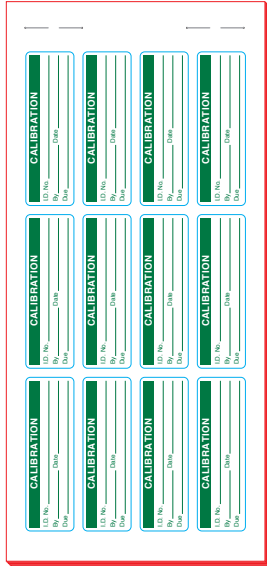 CALIBRATION
I.D. No.
By Date
Due
CALIBRATION
I.D. No.
By Date
Due
CALIBRATION
I.D. No.
By Date
Due
CALIBRATION
I.D. No.
By Date
Due
CALIBRATION
I.D. No.
By Date
Due
CALIBRATION
I.D. No.
By Date
Due
CALIBRATION
I.D. No.
By Date
Due
CALIBRATION
I.D. No.
By Date
Due
CALIBRATION
I.D. No.
By Date
Due
CALIBRATION
I.D. No.
By Date
Due
CALIBRATION
I.D. No.
By Date
Due
CALIBRATION
I.D. No.
By Date
Due